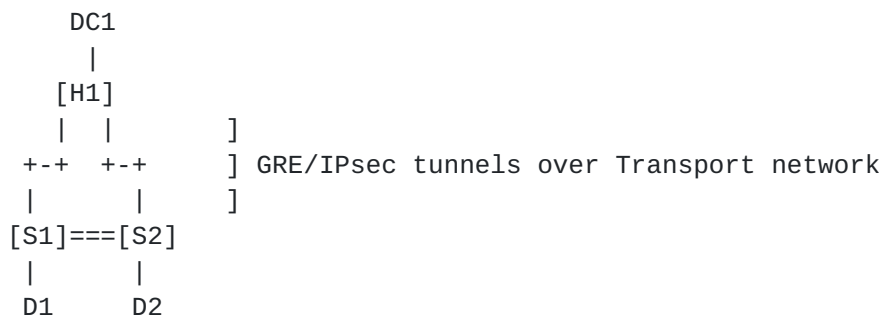 DC1
|
[H1]
| | ]
+-+ +-+ ] GRE/IPsec tunnels over Transport network
| | ]
[S1]===[S2]
| |
D1 D2